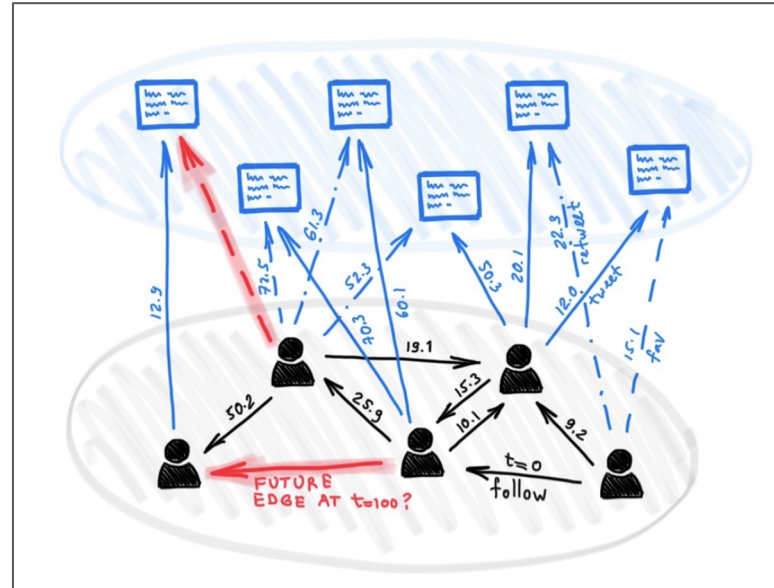 61.3
22.3
retweet
72.5
52.3
12.9
70.3
60.1
50.3
20.1
12.0
tweet
15.1
fav
19.1
15.3
50.2
25.9
10.1
9.2
t=0
follow
FUTURE
EDGE AT t=100?